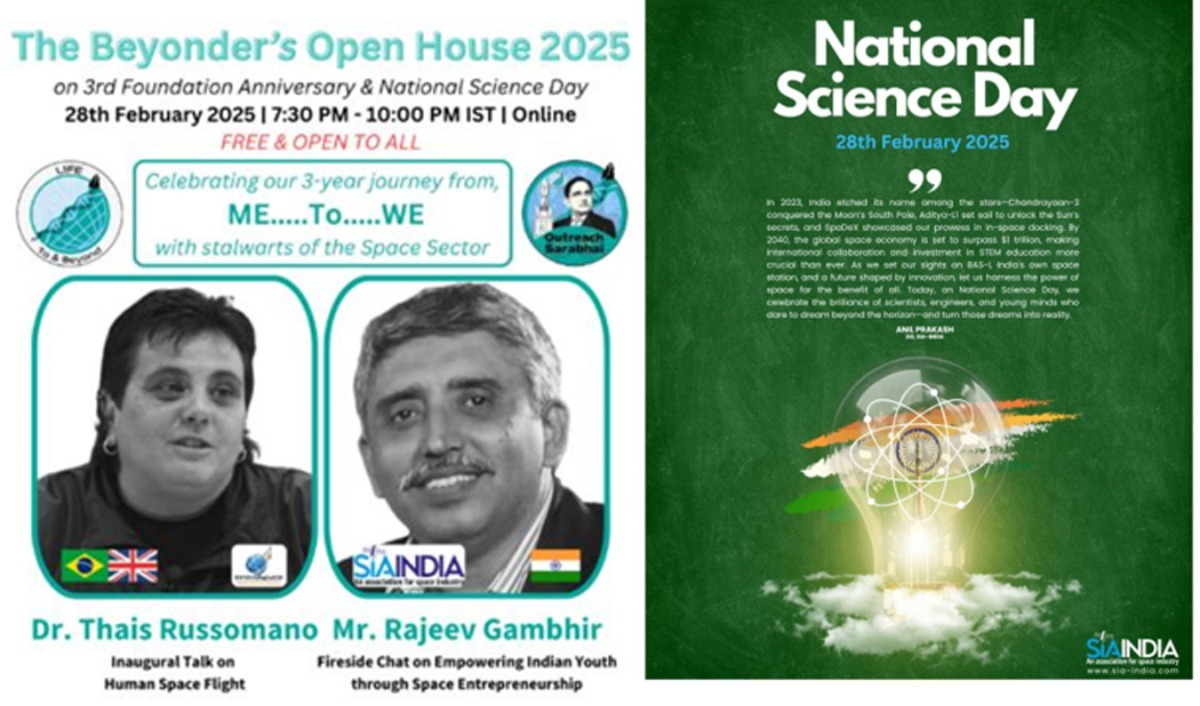 The Beyonder's Open House 2025
on 3rd Foundation Anniversary & National Science Day
28th February 2025 | 7:30 PM - 10:00 PM IST | Online
FREE & OPEN TO ALL
LIFE
To & Beyond
Celebrating our 3-year journey from,
ME.....To.....WE
with stalwarts of the Space Sector
Outreach
Sarabhai
SIAINDIA
An association for space industry
Dr. Thais Russomano
Inaugural Talk on
Human Space Flight
Mr. Rajeev Gambhir
Fireside Chat on Empowering Indian Youth
through Space Entrepreneurship
National
Science Day
28th February 2025
”
In 2023, India etched its name among the stars—Chandrayaan-3
conquered the Moon's South Pole, Aditya-L1 set sail to unlock the Sun's
secrets, and SpaDeX showcased our prowess in in-space docking. By
2040, the global space economy is set to surpass $1 trillion, making
international collaboration and investment in STEM education more
crucial than ever. As we set our sights on BAS-1, India's own space
station, and a future shaped by innovation, let us harness the power of
space for the benefit of all. Today, on National Science Day, we
celebrate the brilliance of scientists, engineers, and young minds who
dare to dream beyond the horizon—and turn those dreams into reality.
ANIL PRAKASH
DG, SIA-INDIA
SIAINDIA
An association for space industry
www.sia-india.com